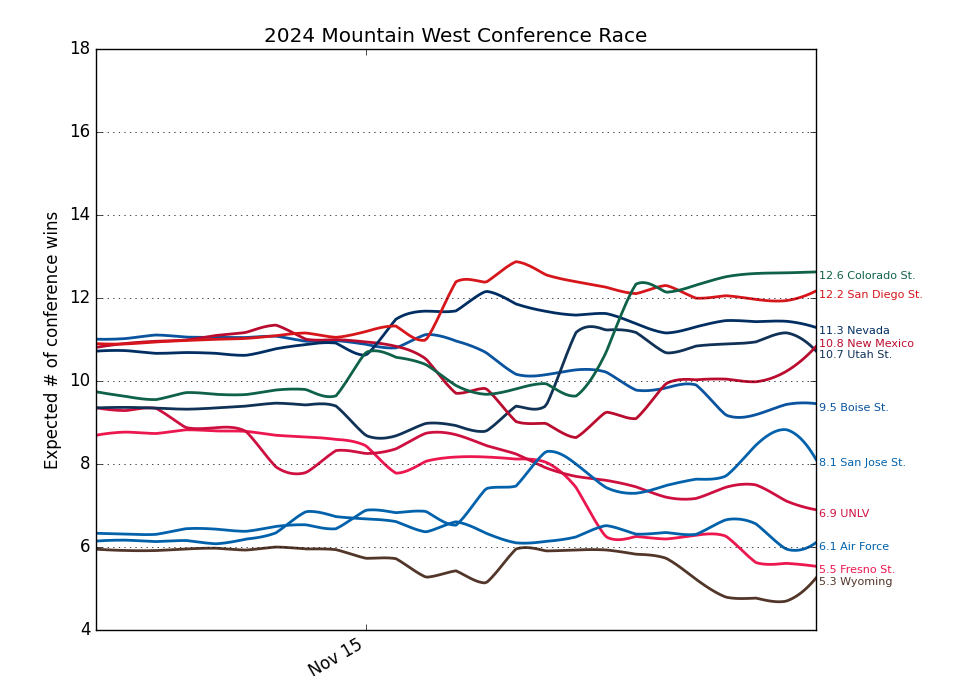 2024 Mountain West Conference Race
18
16
14
12
10
8
6
4
Expected # of conference wins
Nov 15
12.6 Colorado St.
12.2 San Diego St.
11.3 Nevada
10.8 New Mexico
10.7 Utah St.
9.5 Boise St.
8.1 San Jose St.
6.9 UNLV
6.1 Air Force
5.5 Fresno St.
5.3 Wyoming